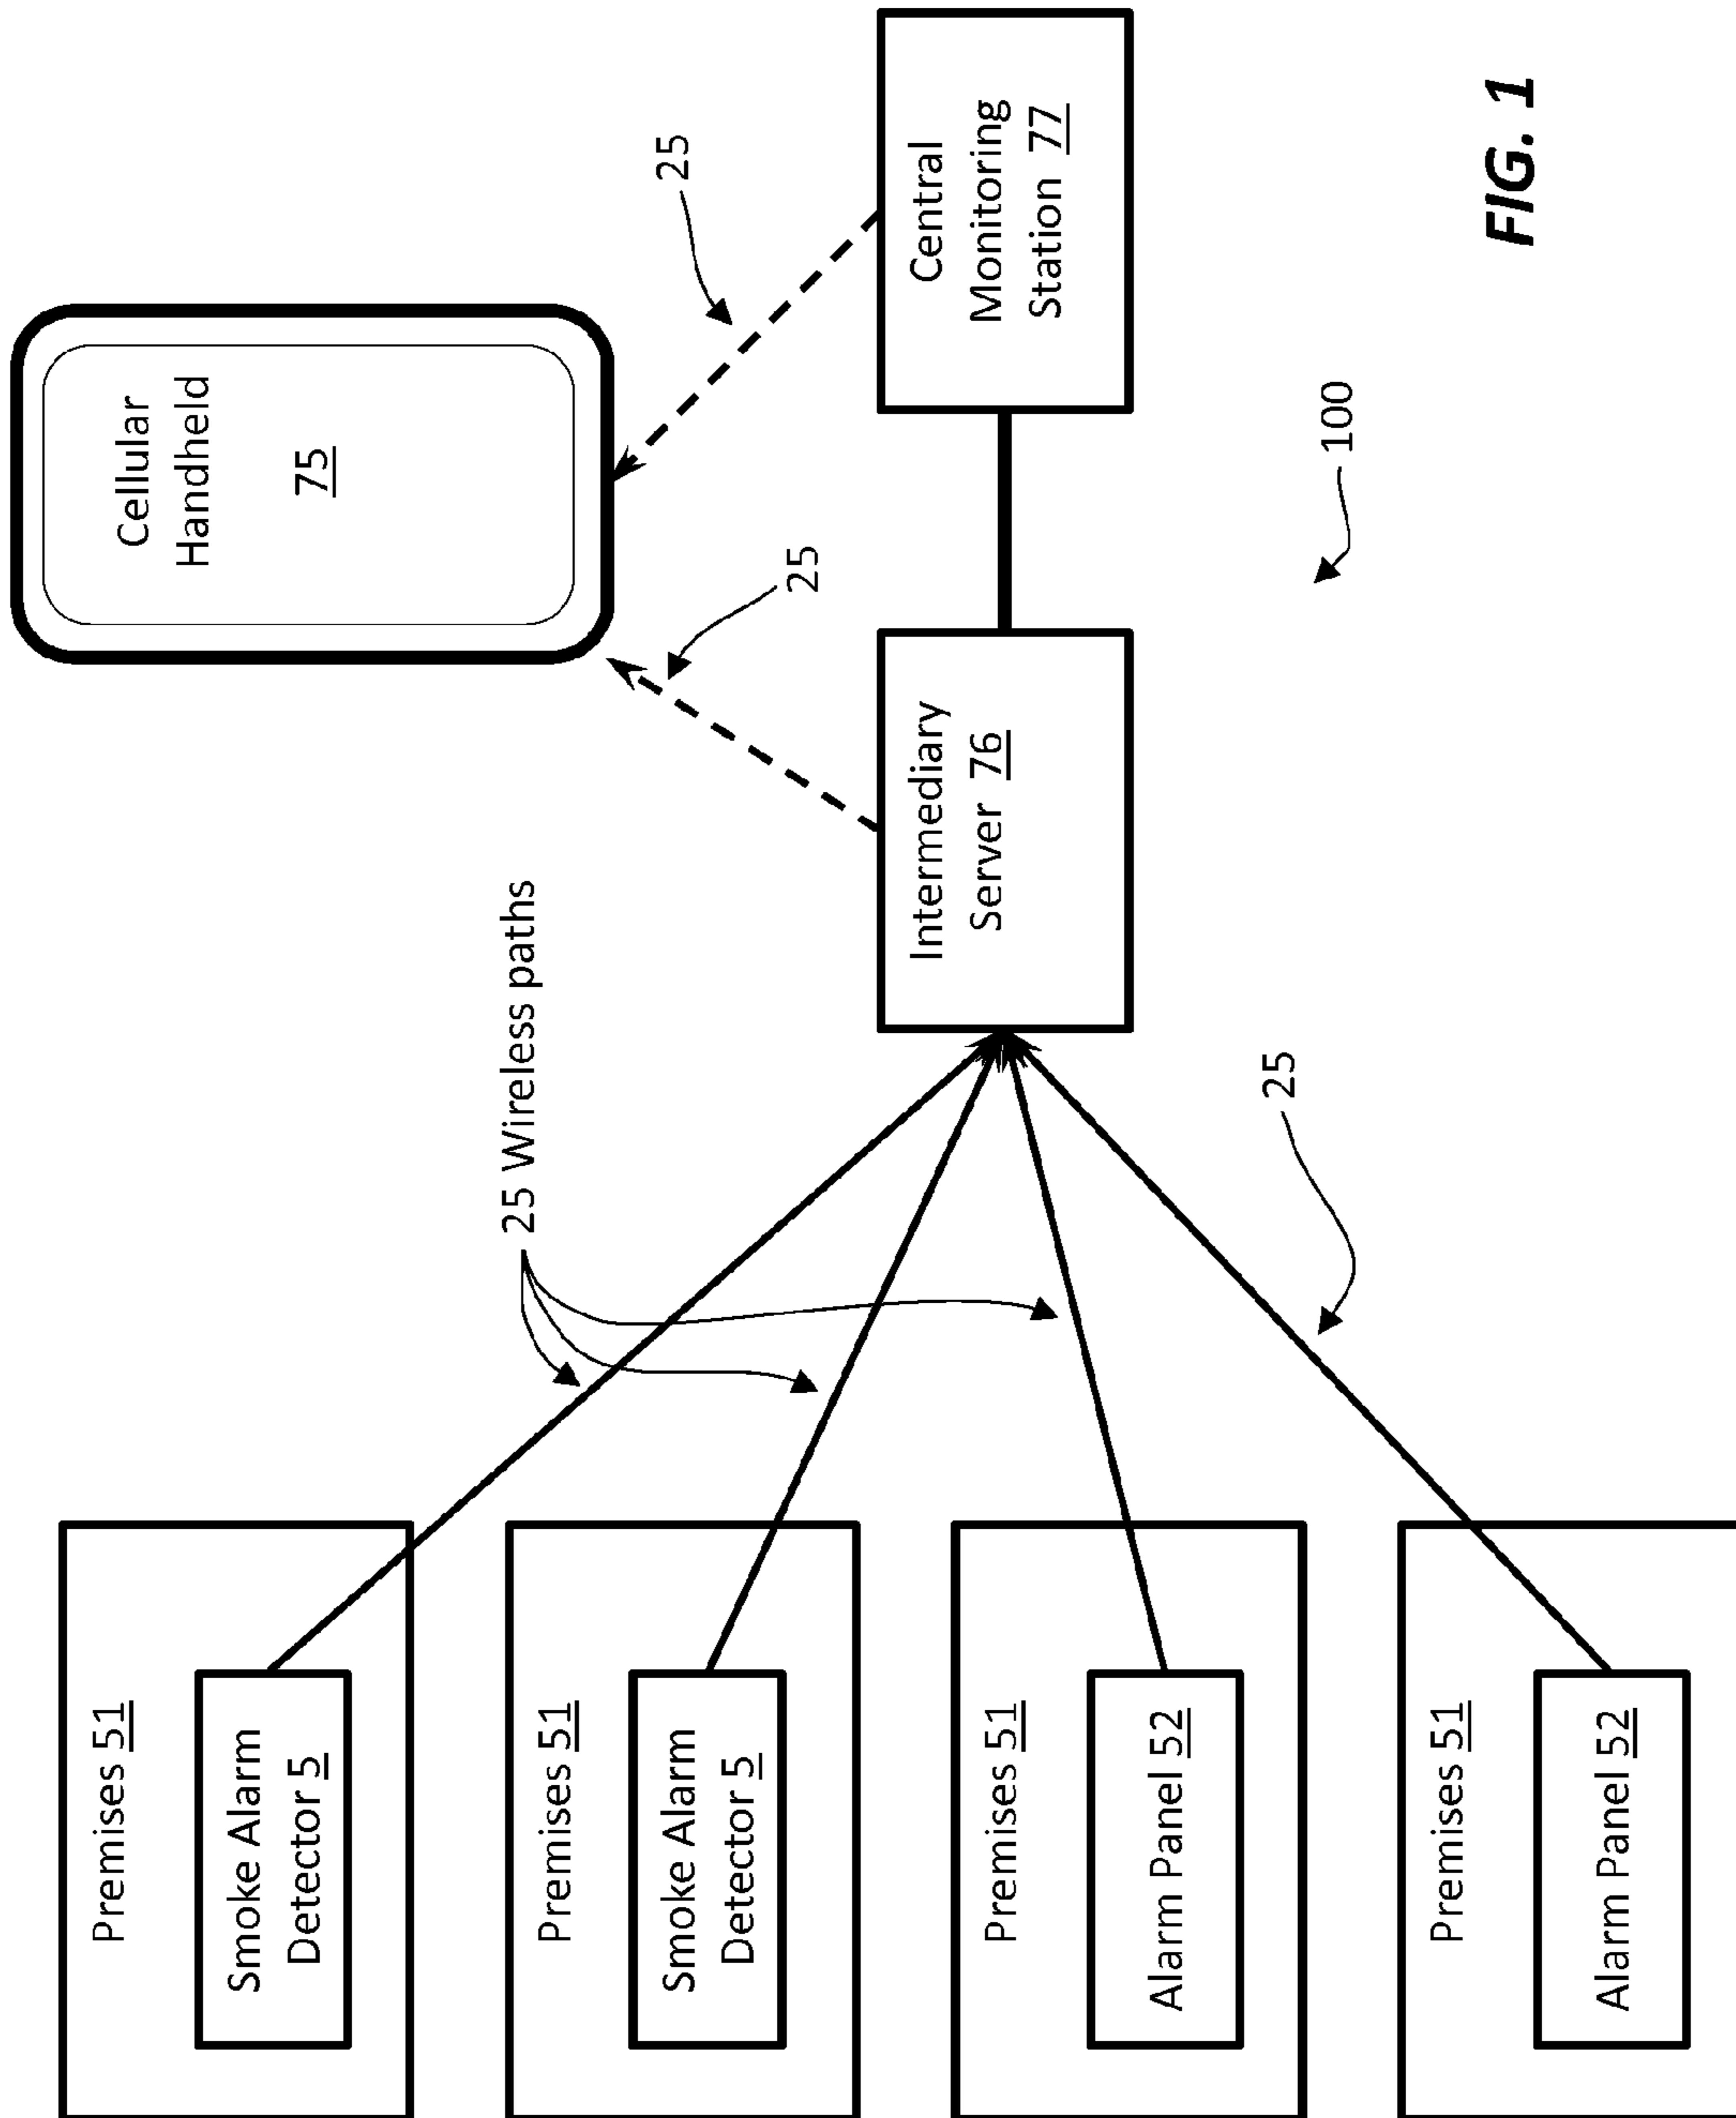 Premises 51
Smoke Alarm
Detector 5
Premises 51
Smoke Alarm
Detector 5
Premises 51
Alarm Panel 52
Premises 51
Alarm Panel 52
25 Wireless paths
25
Intermediary
Server 76
25
Cellular
Handheld
75
25
Central
Monitoring
Station 77
100
FIG. 1